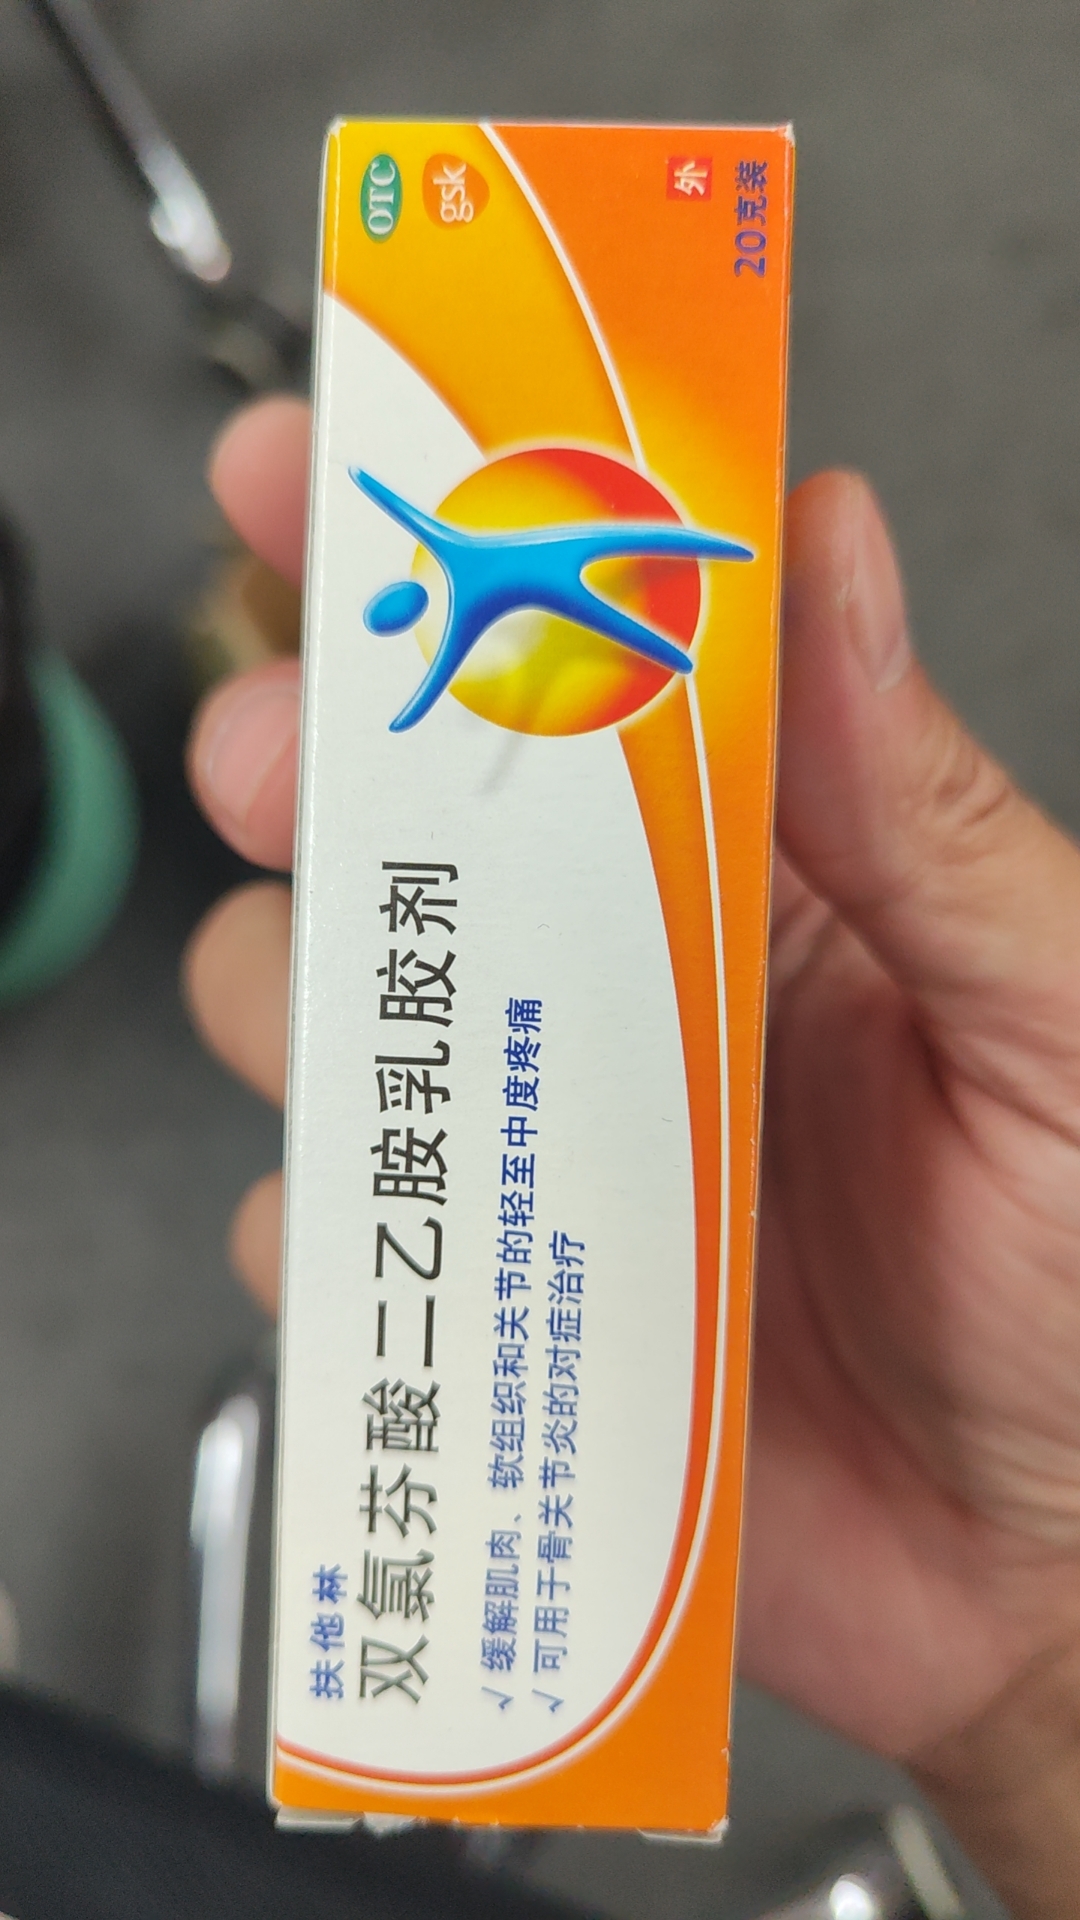 OTC
gsk
扶他林
双氯芬酸二乙胺乳胶剂
√ 缓解肌肉、软组织和关节的轻至中度疼痛
√ 可用于骨关节炎的对症治疗
外
20克装